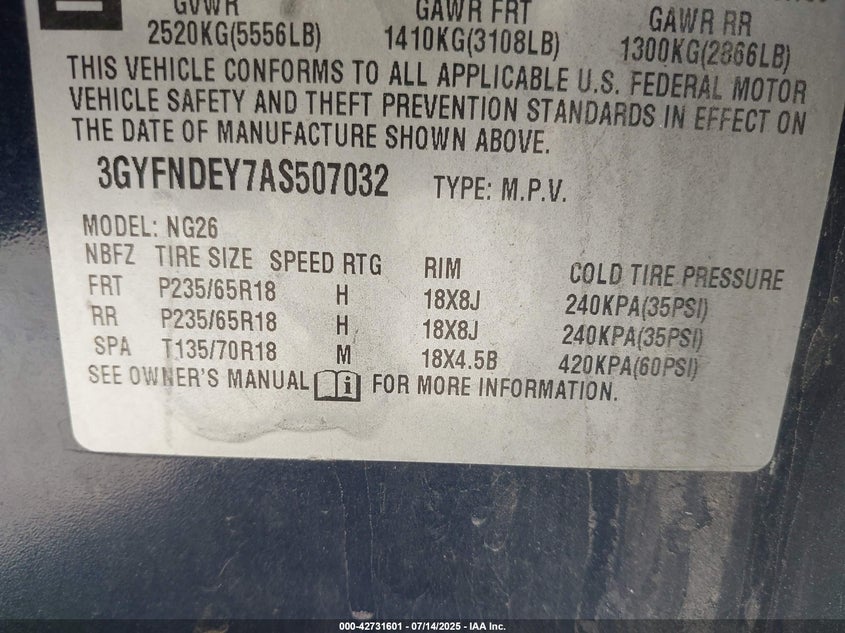 GVWR GAWR FRT GAWR RR
2520KG(5556LB) 1410KG(3108LB) 1300KG(2866LB)
THIS VEHICLE CONFORMS TO ALL APPLICABLE U.S. FEDERAL MOTOR
VEHICLE SAFETY AND THEFT PREVENTION STANDARDS IN EFFECT ON
THE DATE OF MANUFACTURE SHOWN ABOVE.
3GYFNDEY7AS507032 TYPE: M.P.V.
MODEL: NG26
NBFZ TIRE SIZE SPEED RTG RIM COLD TIRE PRESSURE
FRT P235/65R18 H 18X8J 240KPA(35PSI)
RR P235/65R18 H 18X8J 240KPA(35PSI)
SPA T135/70R18 M 18X4.5B 420KPA(60PSI)
SEE OWNER'S MANUAL FOR MORE INFORMATION.
000-42731601 - 07/14/2025 - IAA Inc.